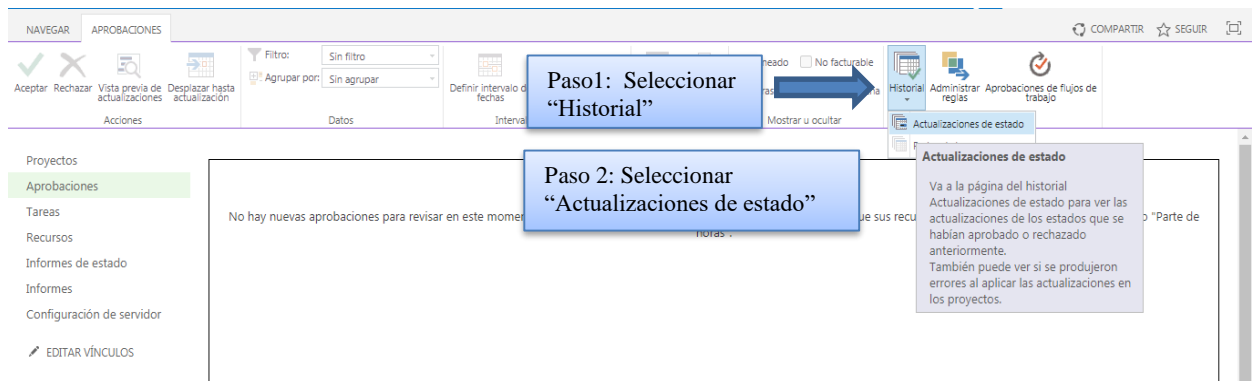 NAVEGAR APROBACIONES
COMPARTIR SEGUIR
Aceptar Rechazar Vista previa de actualizaciones Desplazar hasta actualización
Acciones
Filtro: Sin filtro
Agrupar por: Sin agrupar
Datos
Definir intervalo
fechas
No facturable
Mostrar u ocultar
Historial Administrar reglas Aprobaciones de flujos de trabajo
Paso1: Seleccionar
“Historial”
Actualizaciones de estado
Paso 2: Seleccionar
“Actualizaciones de estado”
Actualizaciones de estado
Va a la página del historial
Actualizaciones de estado para ver las
actualizaciones de los estados que se
habían aprobado o rechazado
anteriormente.
También puede ver si se produjeron
errores al aplicar las actualizaciones en
los proyectos.
Proyectos
Aprobaciones
Tareas
Recursos
Informes de estado
Informes
Configuración de servidor
EDITAR VÍNCULOS
No hay nuevas aprobaciones para revisar en este
que sus
"Parte de
horas".